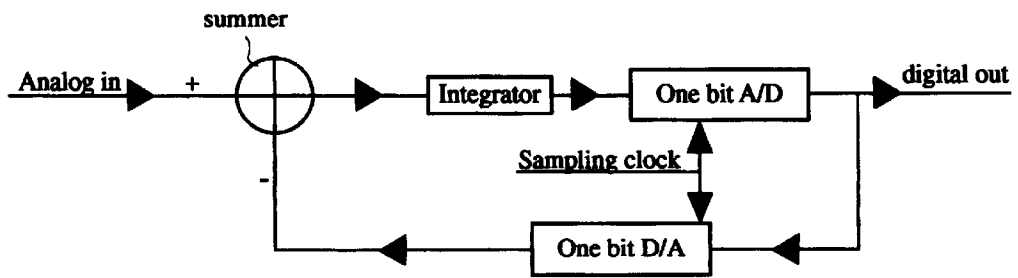 summer
Analog in
+
Integrator
One bit A/D
digital out
Sampling clock
-
One bit D/A